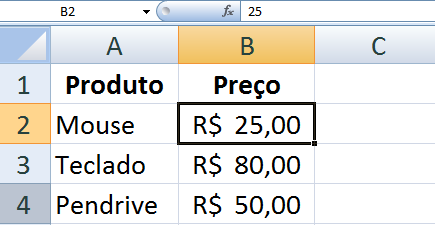 B2 fx 25
A B C
1 Produto Preço
2 Mouse R$ 25,00
3 Teclado R$ 80,00
4 Pendrive R$ 50,00